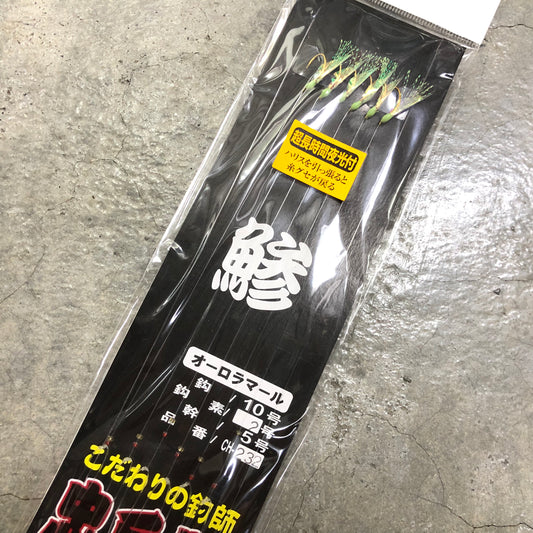 超長時間夜光付
ハリスを引っ張ると
糸グセが戻る
鯵
オーロラマール
鈎/10号
鈎素/2号
幹/5号
品番/CH-232
こだわりの釣師